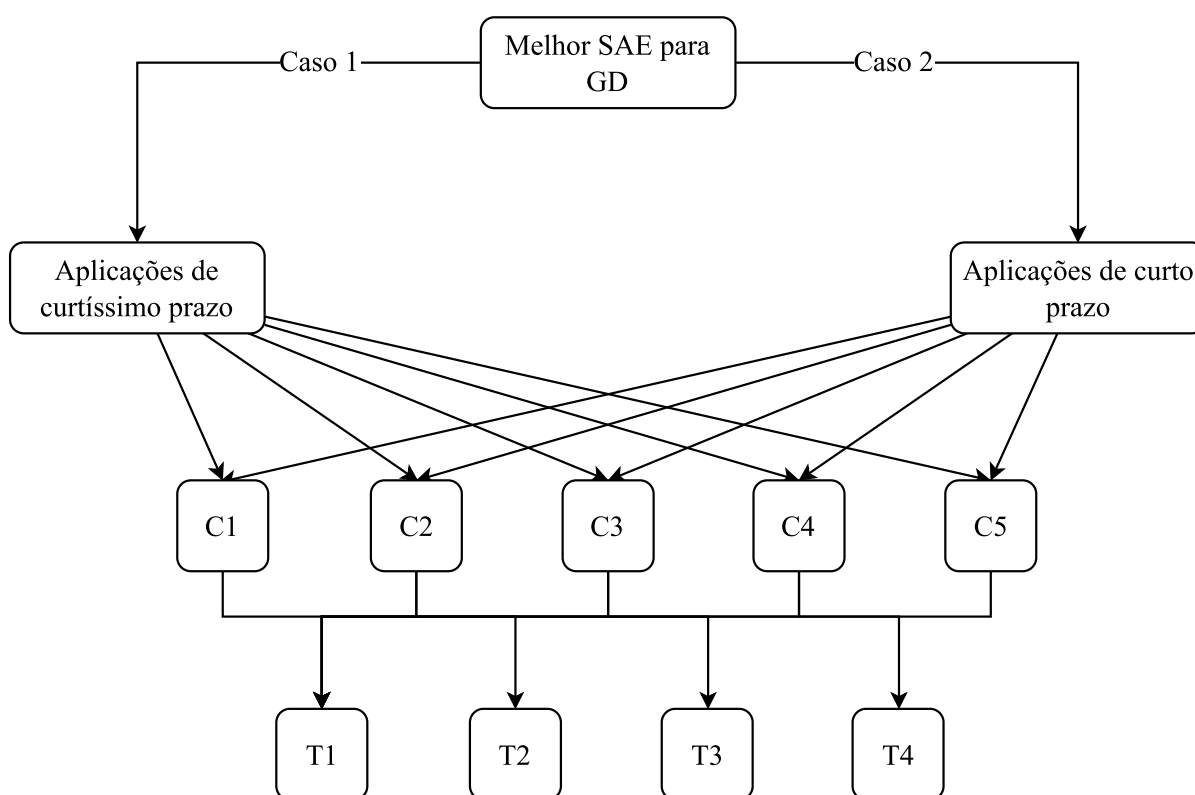 Melhor SAE para
GD
Caso 1
Caso 2
Aplicações de
curtíssimo prazo
Aplicações de curto
prazo
C1
C2
C3
C4
C5
T1
T2
T3
T4